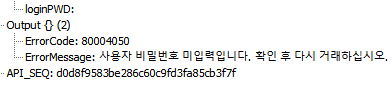 loginPWD:
Output {} (2)
ErrorCode: 80004050
ErrorMessage: 사용자 비밀번호 미입력입니다. 확인 후 다시 거래하십시오.
API_SEQ: d0d8f9583be286c60c9fd3fa85cb3f7f